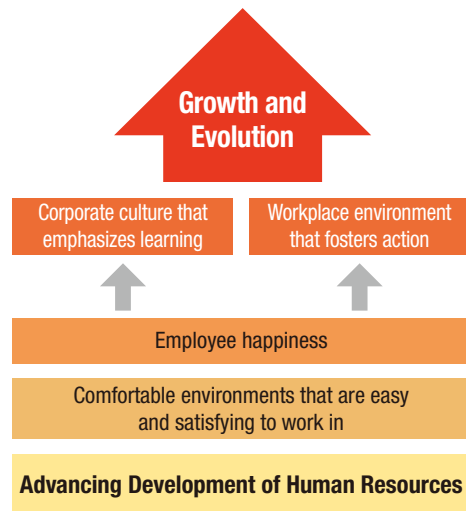 Growth and
Evolution
Corporate culture that
emphasizes learning
Workplace environment
that fosters action
Employee happiness
Comfortable environments that are easy
and satisfying to work in
Advancing Development of Human Resources